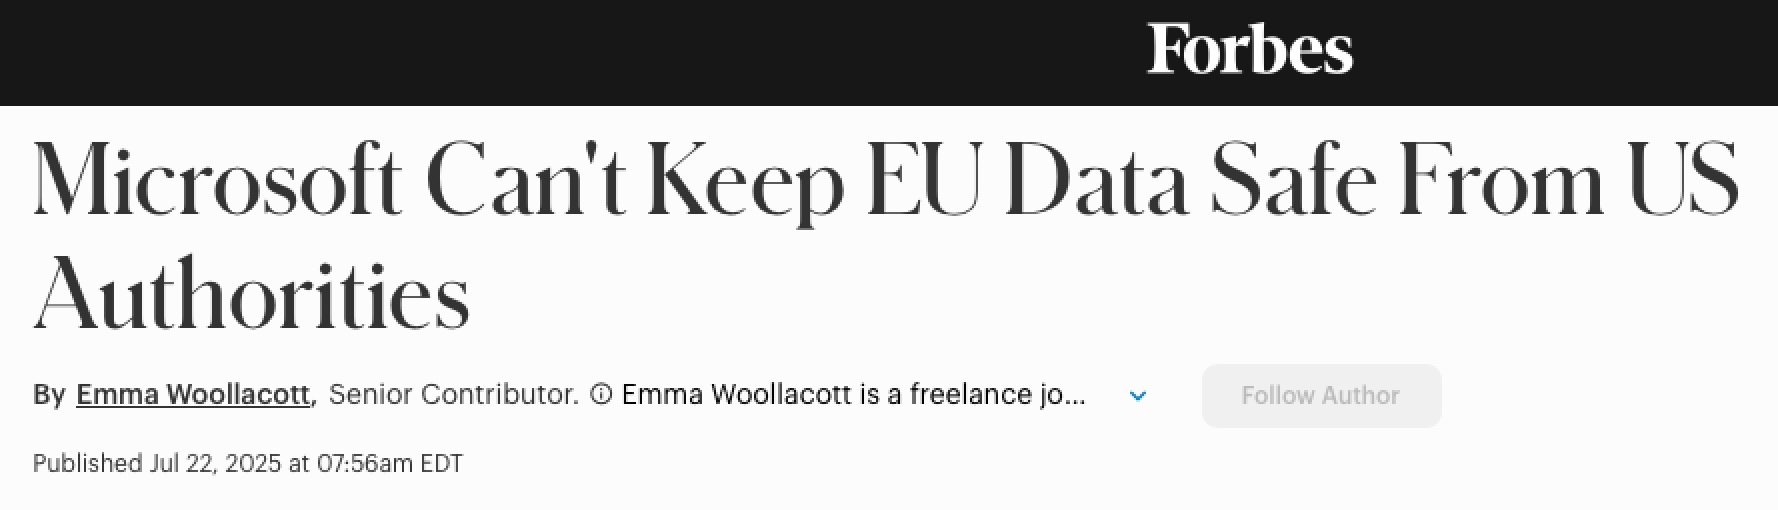 Forbes
Microsoft Can't Keep EU Data Safe From US
Authorities
By Emma Woollacott, Senior Contributor. ⓘ Emma Woollacott is a freelance jo... Follow Author
Published Jul 22, 2025 at 07:56am EDT